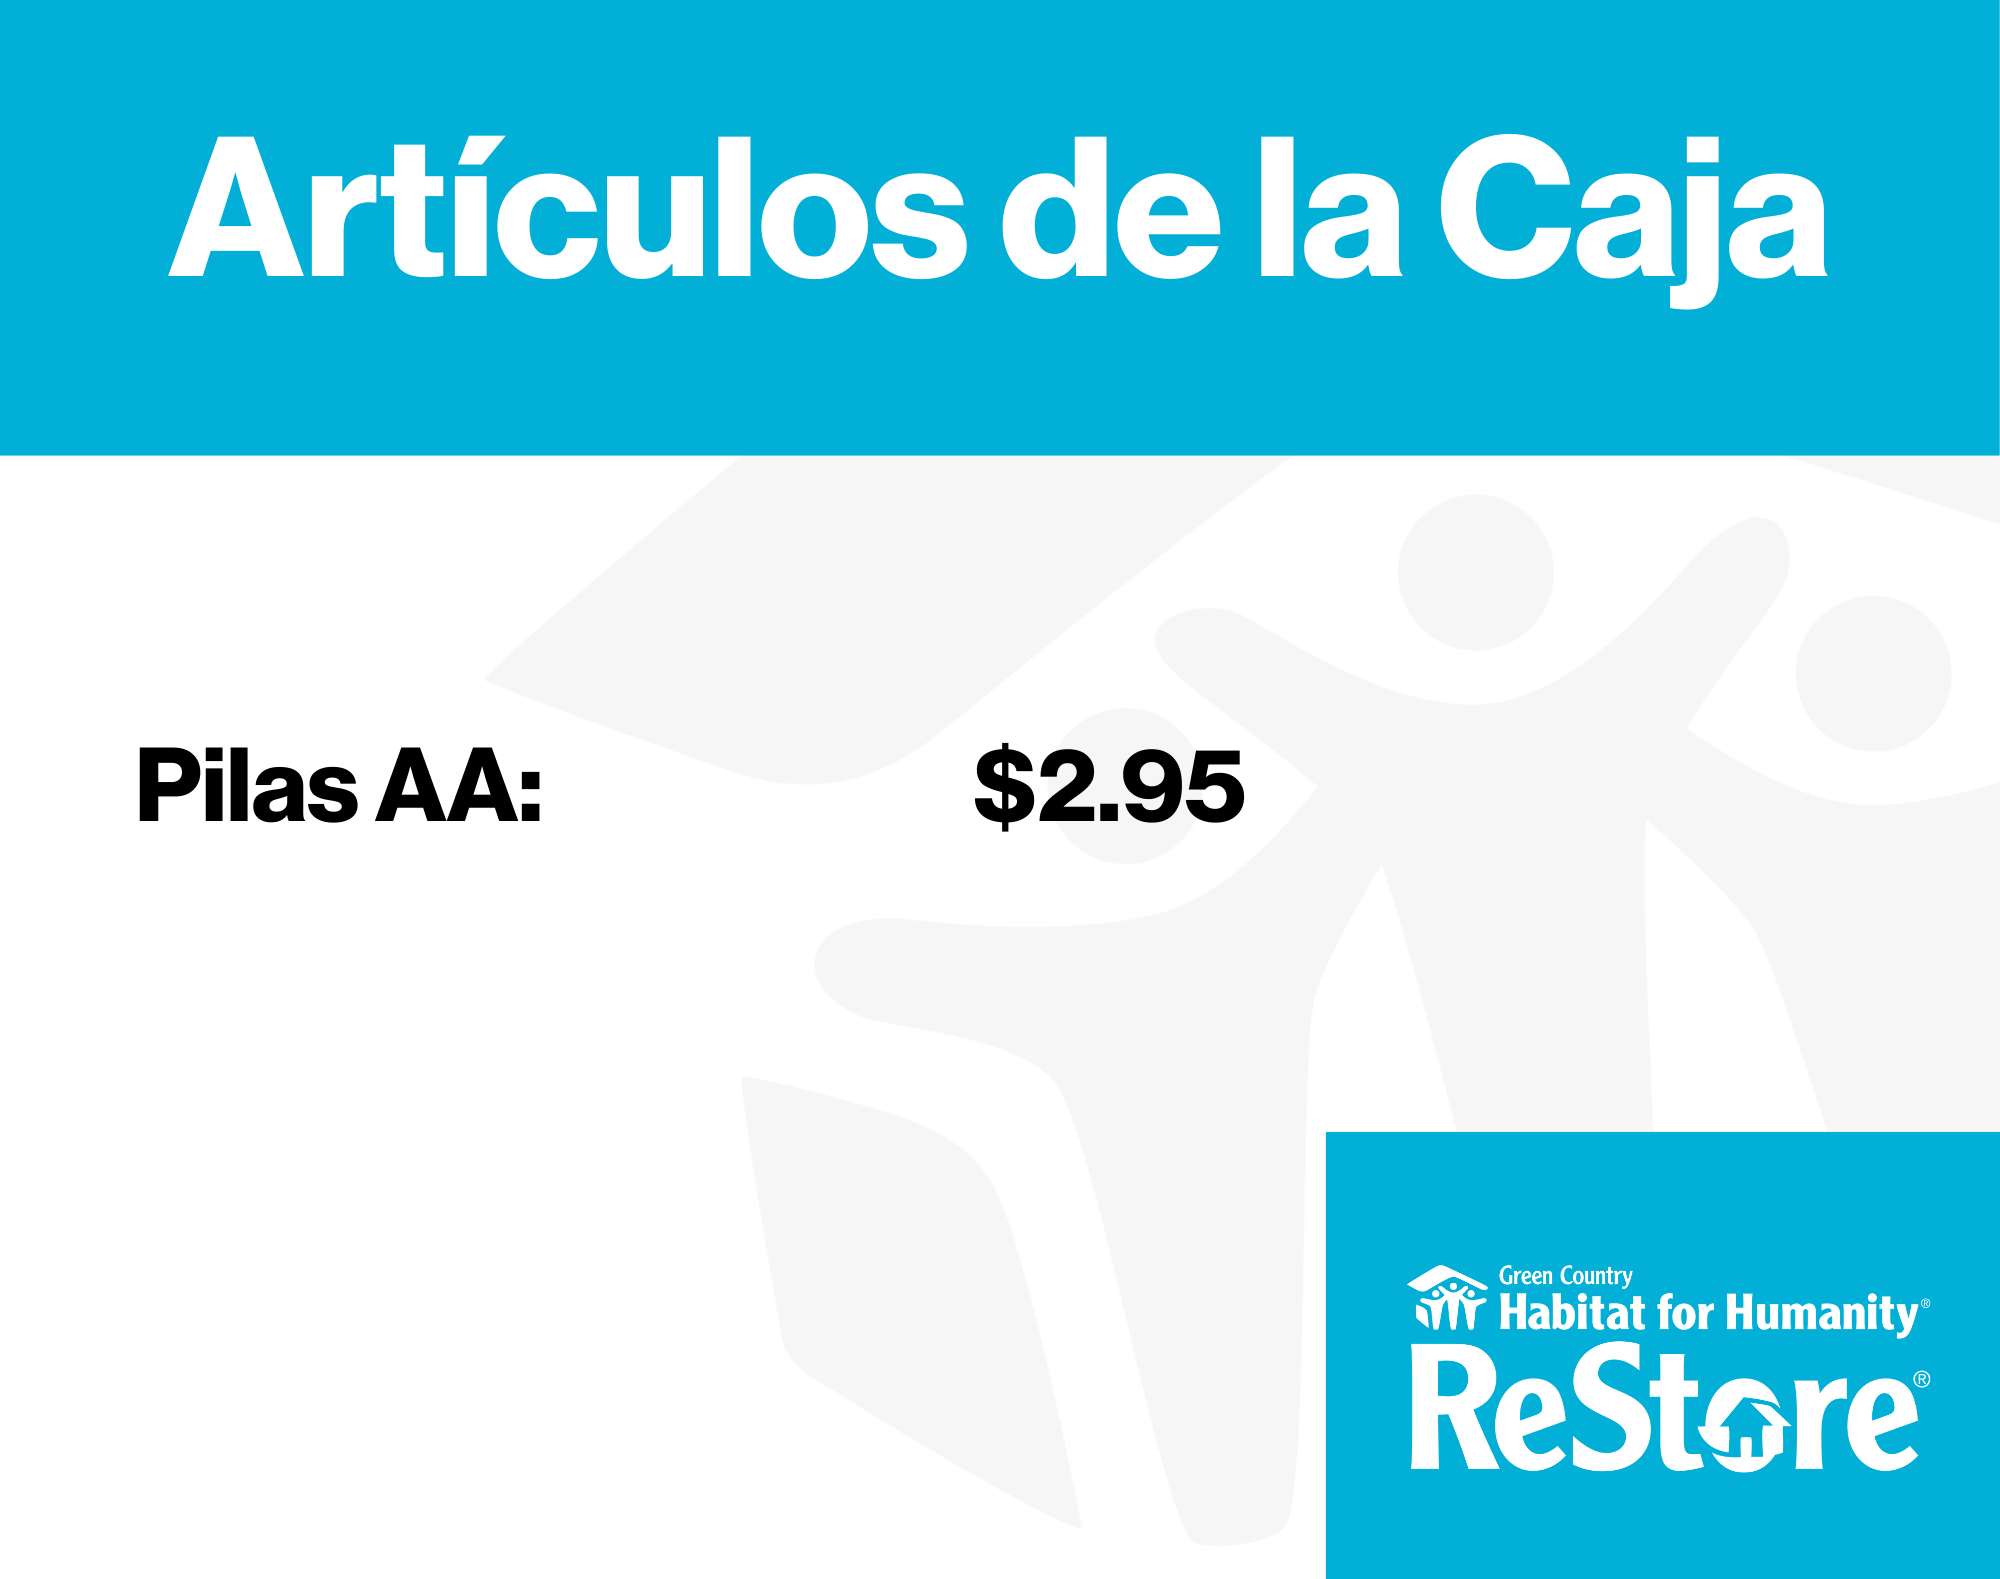 Artículos de la Caja
Pilas AA: $2.95
Green Country
Habitat for Humanity®
ReStore®